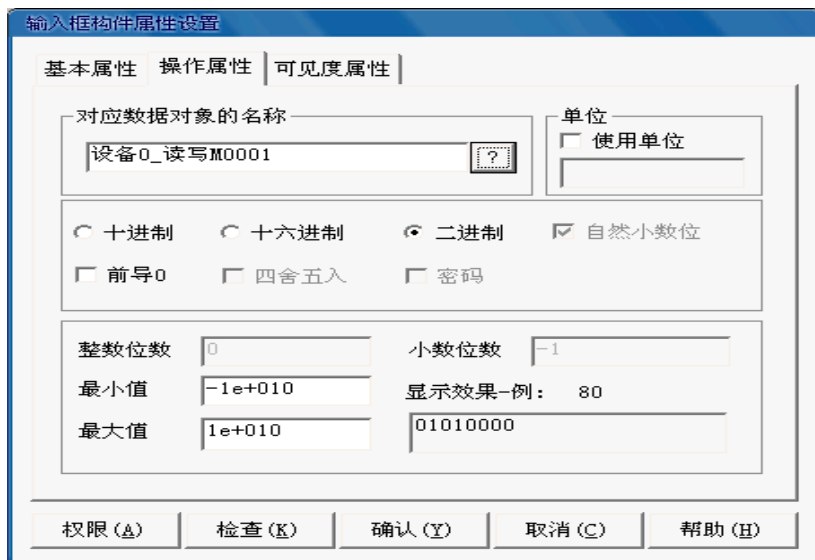 输入框构件属性设置
基本属性 操作属性 可见度属性
对应数据对象的名称 单位
设备0_读写M0001 ? 使用单位
十进制 十六进制 二进制 自然小数位
前导0 四舍五入 密码
整数位数 0 小数位数 -1
最小值 -1e+010 显示效果-例: 80
最大值 1e+010 01010000
权限(A) 检查(K) 确认(Y) 取消(C) 帮助(H)